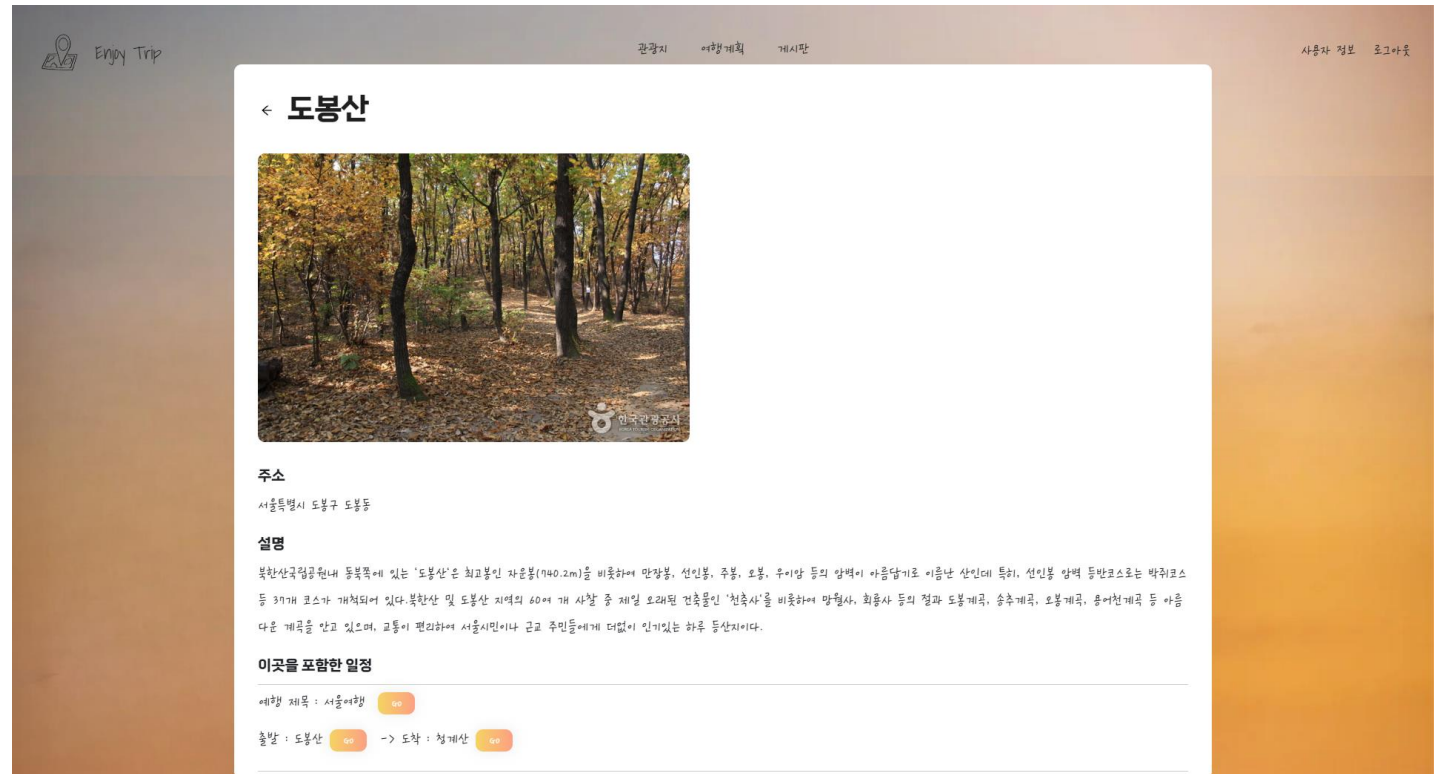 Enjoy Trip
관광지 여행계획 게시판
사용자 정보 로그아웃
← 도봉산
한국관광공사
주소
서울특별시 도봉구 도봉동
설명
북한산국립공원내 동북쪽에 있는 '도봉산'은 최고봉인 자운봉(740.2m)을 비롯하여 만장봉, 선인봉, 주봉, 오봉, 우이암 등의 암벽이 아름답기로 이름난 산인데 특히, 선인봉 암벽 등반코스로는 박쥐코스
등 37개 코스가 개척되어 있다.북한산 및 도봉산 지역의 60여 개 사찰 중 제일 오래된 건축물인 '천축사'를 비롯하여 망월사, 회룡사 등의 절과 도봉계곡, 송추계곡, 오봉계곡, 용어천계곡 등 아름
다운 계곡을 안고 있으며, 교통이 편리하여 서울시민이나 근교 주민들에게 더없이 인기있는 하루 등산지이다.
이곳을 포함한 일정
예행 제목 : 서울여행 GO
출발 : 도봉산 GO -> 도착 : 청계산 GO